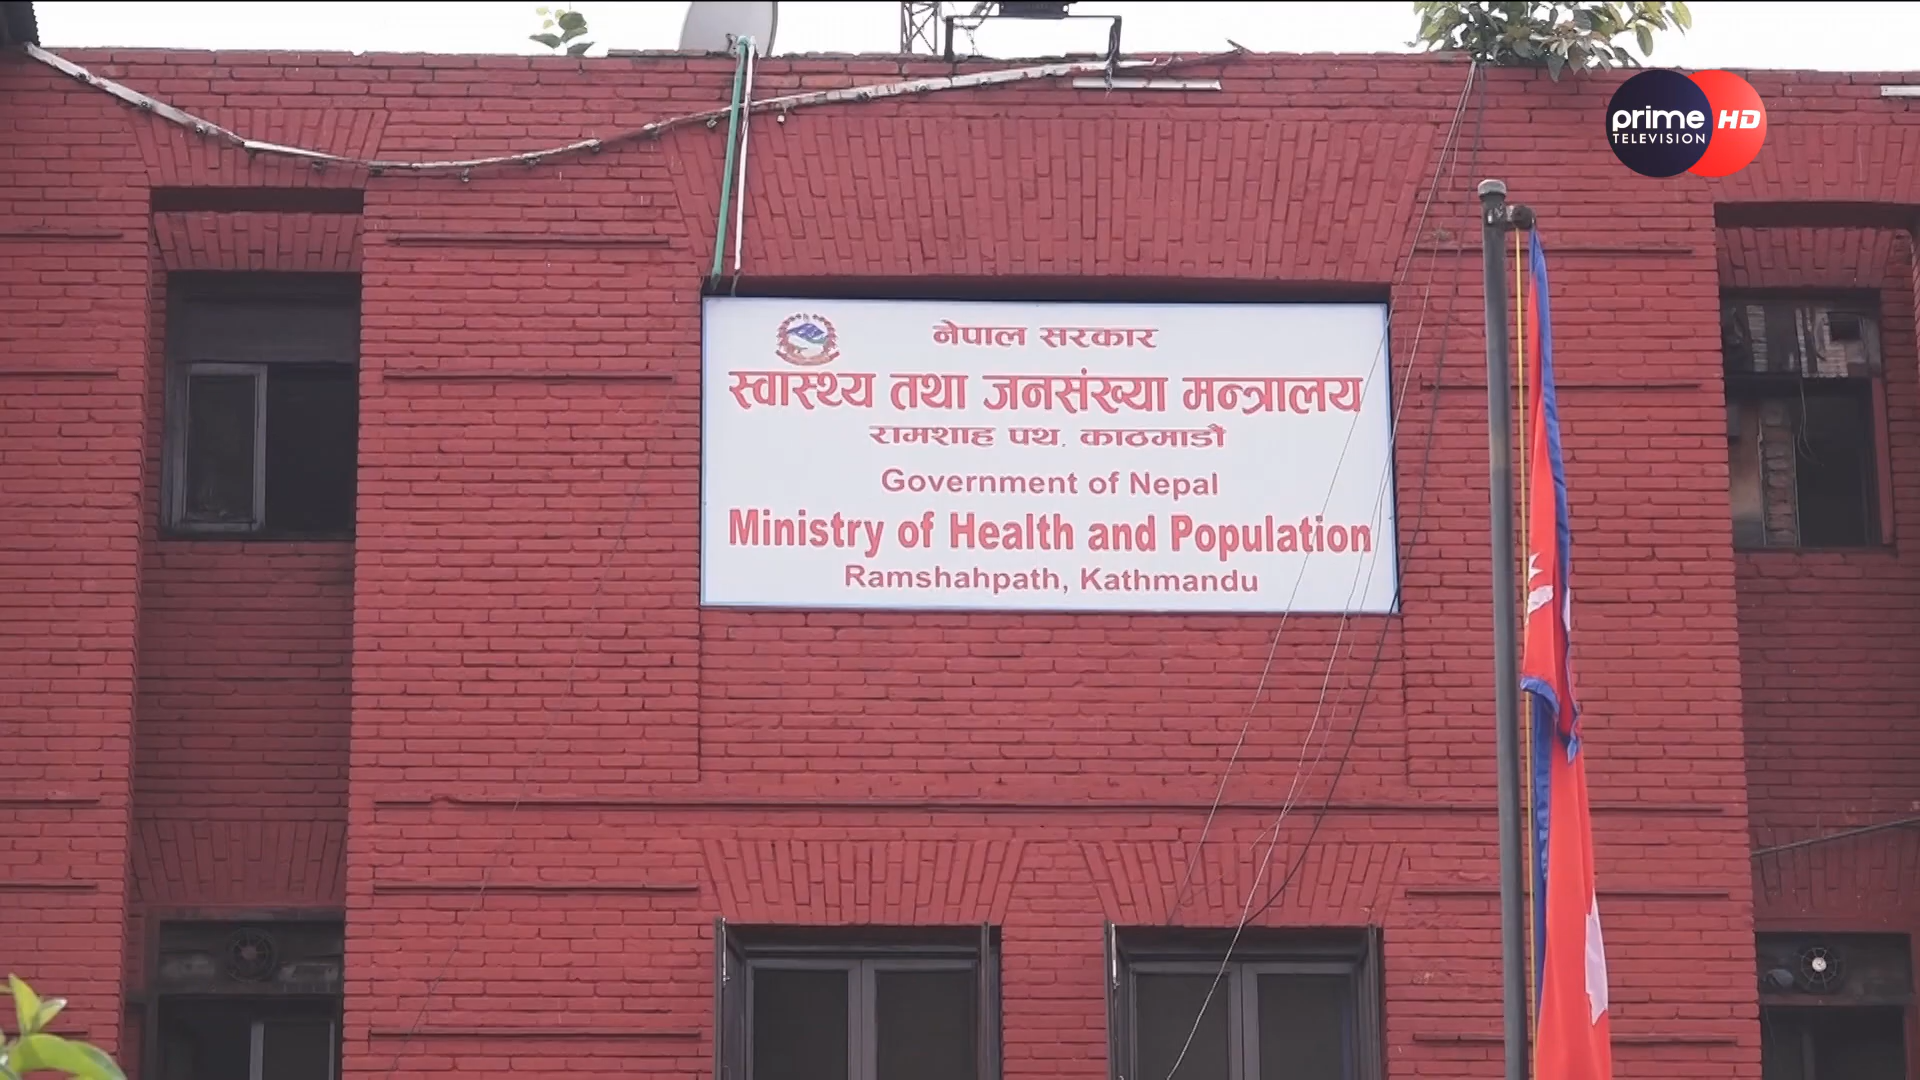 prime HD
TELEVISION
नेपाल सरकार
स्वास्थ्य तथा जनसंख्या मन्त्रालय
रामशाह पथ, काठमाडौं
Government of Nepal
Ministry of Health and Population
Ramshahpath, Kathmandu